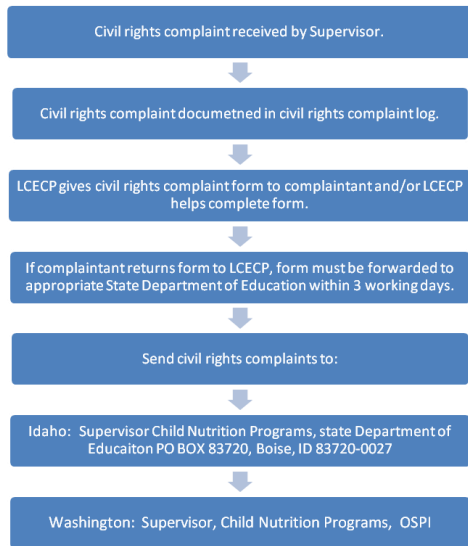 Civil rights complaint received by Supervisor.
Civil rights complaint documetned in civil rights complaint log.
LCECP gives civil rights complaint form to complaintant and/or LCECP
helps complete form.
If complaintant returns form to LCECP, form must be forwarded to
appropriate State Department of Education within 3 working days.
Send civil rights complaints to:
Idaho: Supervisor Child Nutrition Programs, state Department of
Educaiton PO BOX 83720, Boise, ID 83720-0027
Washington: Supervisor, Child Nutrition Programs, OSPI